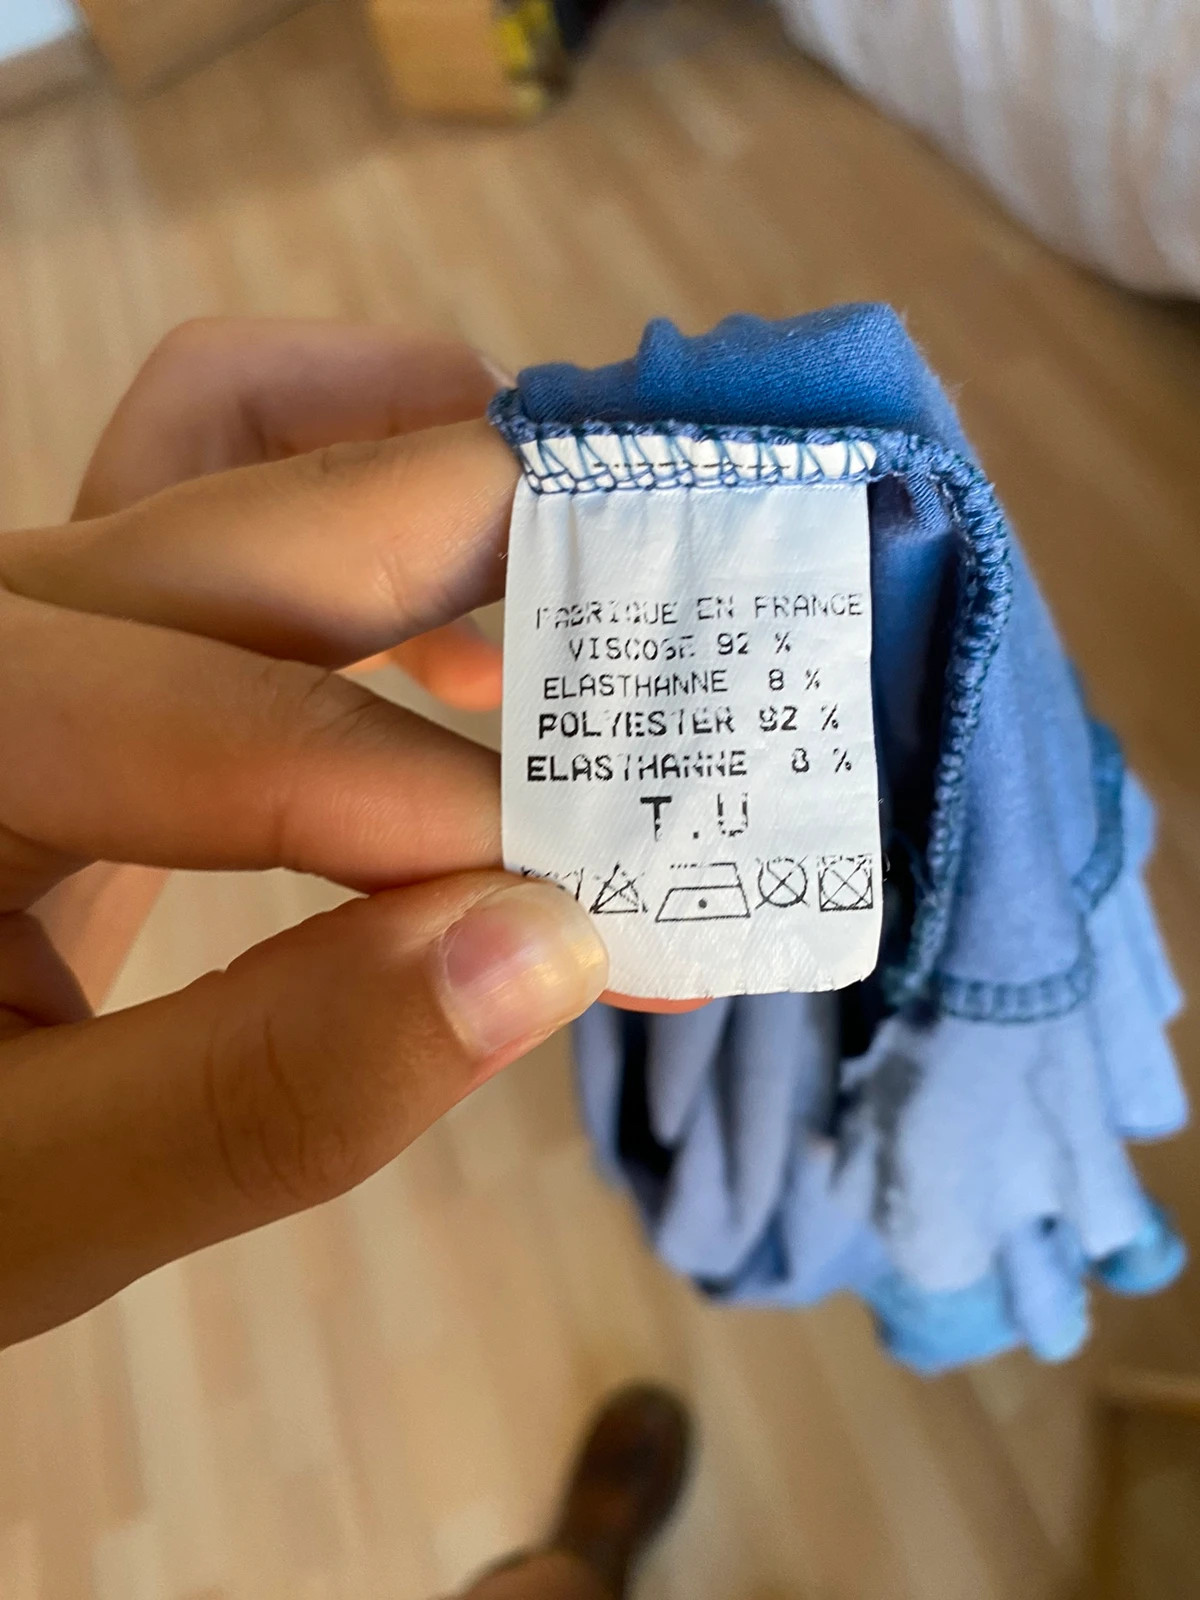 FABRIQUE EN FRANCE
VISCOSE 92 %
ELASTHANNE 8 %
POLYESTER 92 %
ELASTHANNE 8 %
T.U